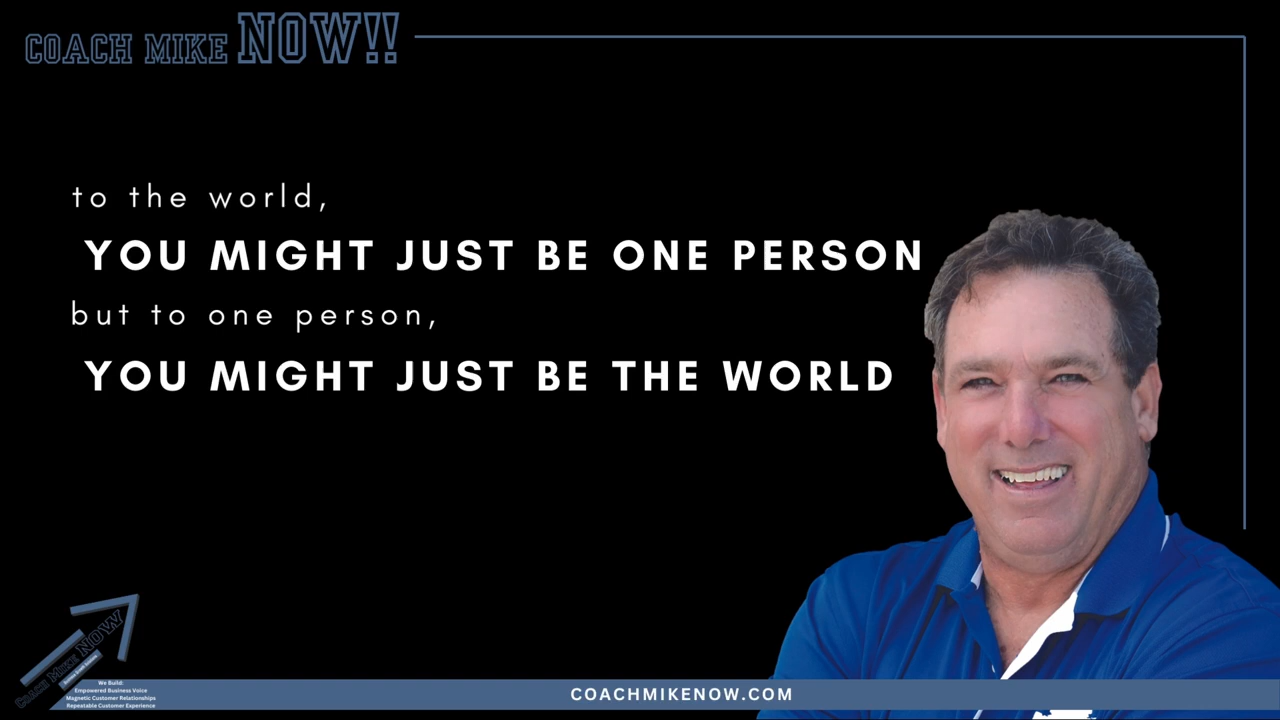 COACH MIKE NOW!!
to the world,
YOU MIGHT JUST BE ONE PERSON
but to one person,
YOU MIGHT JUST BE THE WORLD
COACH MIKE NOW
We Build:
Empowered Business Voice
Magnetic Customer Relationships
Repeatable Customer Experience
COACHMIKENOW.COM